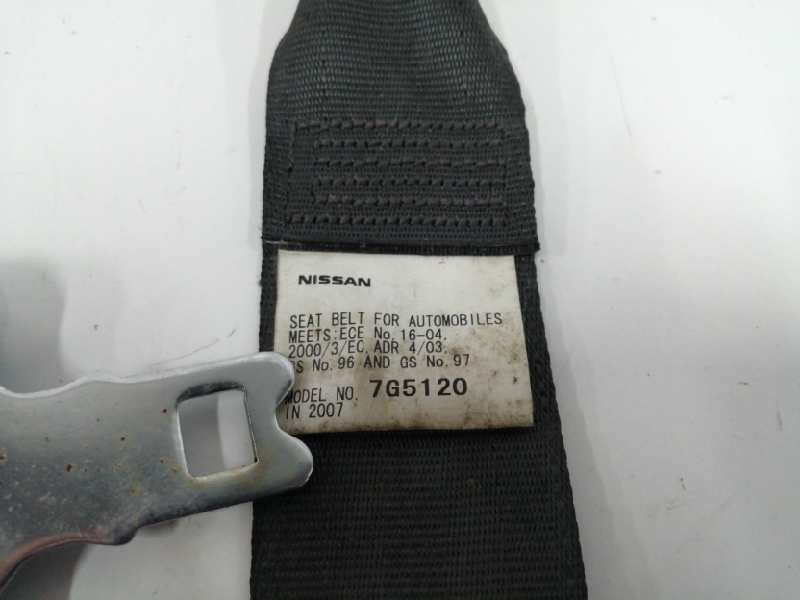 NISSAN
SEAT BELT FOR AUTOMOBILES
MEETS:ECE No. 16-04,
2000/3/EC, ADR 4/03,
No. 96 AND GS No. 97
MODEL NO. 7G5120
IN 2007